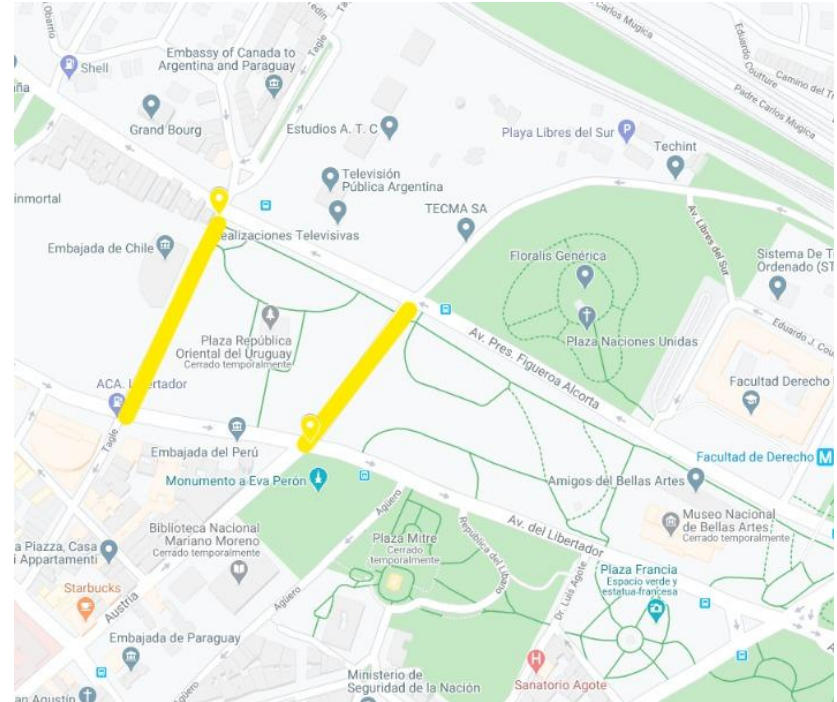 Obarrio
Tagle
Carlos Mugica
Embassy of Canada to
Argentina and Paraguay
Eduardo Coutture
Camino del T
Shell
Tagle
Padre Carlos Mugica
Grand Bourg
Estudios A. T. C
Playa Libres del Sur
Techint
inmortal
Televisión
Pública Argentina
TECMA SA
Embajada de Chile
ealizaciones Televisivas
Av. Libres del Sur
Floralis Genérica
Sistema De T
Ordenado (ST
Plaza República
Oriental del Uruguay
Cerrado temporalmente
Plaza Naciones Unidas
Eduardo J. Cou
Av. Pres. Figueroa Alcorta
ACA. Libertador
Facultad Derecho
Tagle
Embajada del Perú
Facultad de Derecho M
Monumento a Eva Perón
Amigos del Bellas Artes
Agüero
Av. del Libertador
Museo Nacional
de Bellas Artes
Cerrado temporalmente
Biblioteca Nacional
Mariano Moreno
Cerrado temporalmente
Plaza Mitre
Cerrado
temporalmente
República del Líbano
a Piazza, Casa
i Appartamenti
Plaza Francia
Espacio verde y
estatua francesa
Starbucks
Austria
Agüero
Dr. Luis Agote
Embajada de Paraguay
Ministerio de
Seguridad de la Nación
Sanatorio Agote
an Agustín